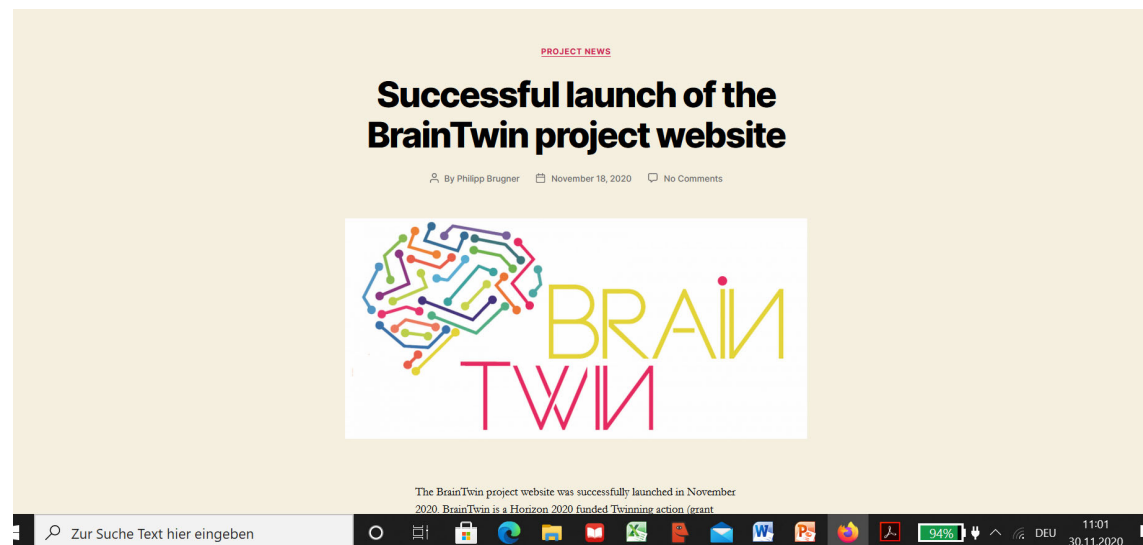 PROJECT NEWS
Successful launch of the
BrainTwin project website
By Philipp Brugner November 18, 2020 No Comments
BRAIN
TWIN
The BrainTwin project website was successfully launched in November
2020. BrainTwin is a Horizon 2020 funded Twinning action (grant
Zur Suche Text hier eingeben
94%
DEU
11:01
30.11.2020